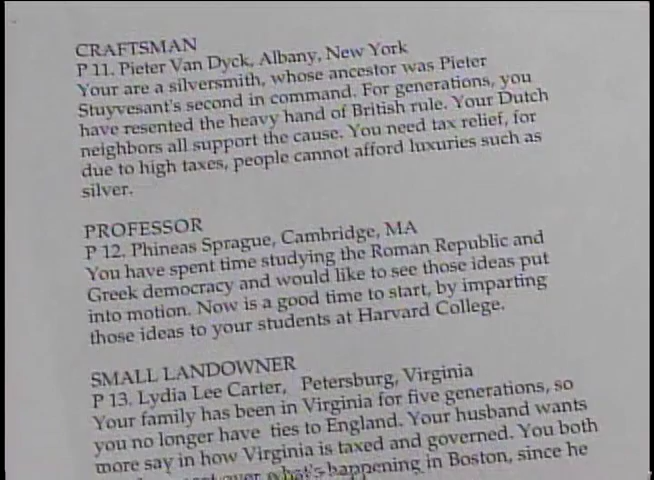 CRAFTSMAN
P 11. Pieter Van Dyck, Albany, New York
Your are a silversmith, whose ancestor was Pieter
Stuyvesant's second in command. For generations, you
have resented the heavy hand of British rule. Your Dutch
neighbors all support the cause. You need tax relief, for
due to high taxes, people cannot afford luxuries such as
silver.
PROFESSOR
P 12. Phineas Sprague, Cambridge, MA
You have spent time studying the Roman Republic and
Greek democracy and would like to see those ideas put
into motion. Now is a good time to start, by imparting
those ideas to your students at Harvard College.
SMALL LANDOWNER
P 13. Lydia Lee Carter, Petersburg, Virginia
Your family has been in Virginia for five generations, so
you no longer have ties to England. Your husband wants
more say in how Virginia is taxed and governed. You both
over what's happening in Boston, since he